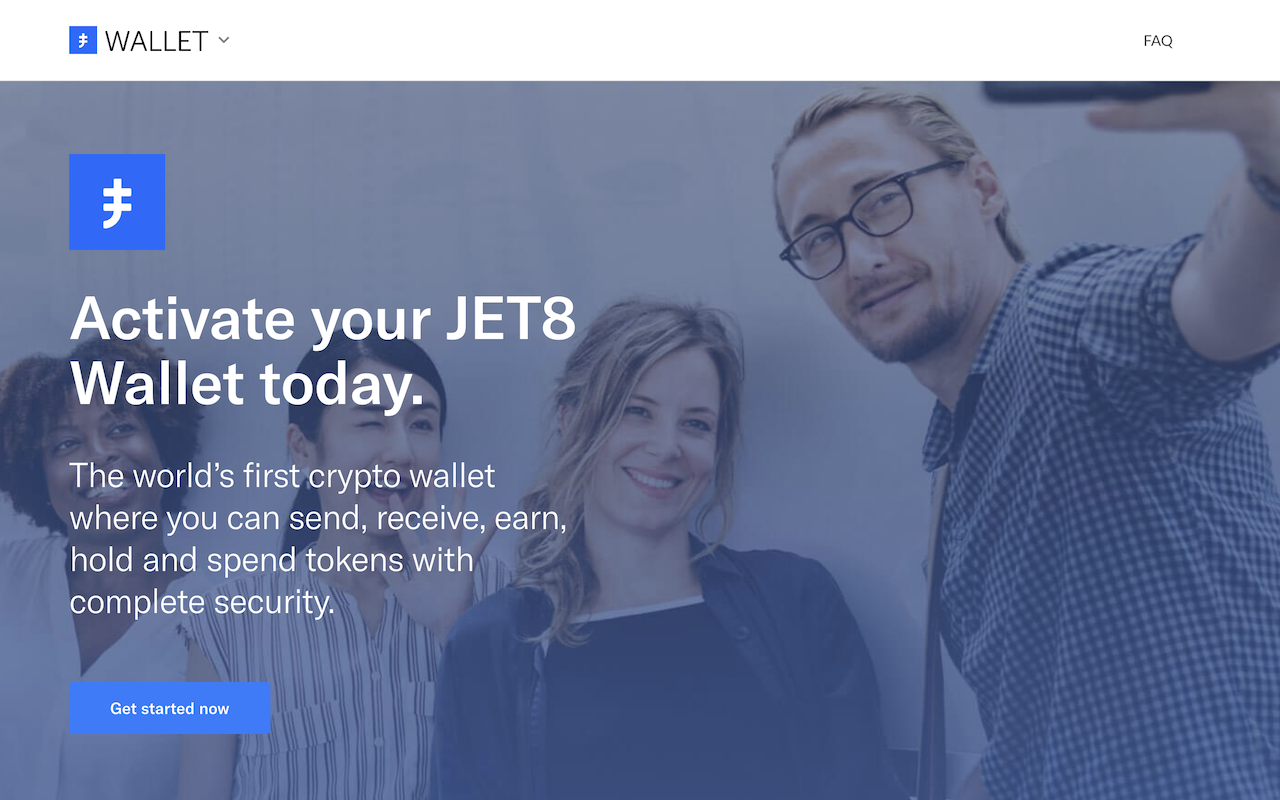 WALLET
FAQ
Activate your JET8
Wallet today.
The world’s first crypto wallet
where you can send, receive, earn,
hold and spend tokens with
complete security.
Get started now